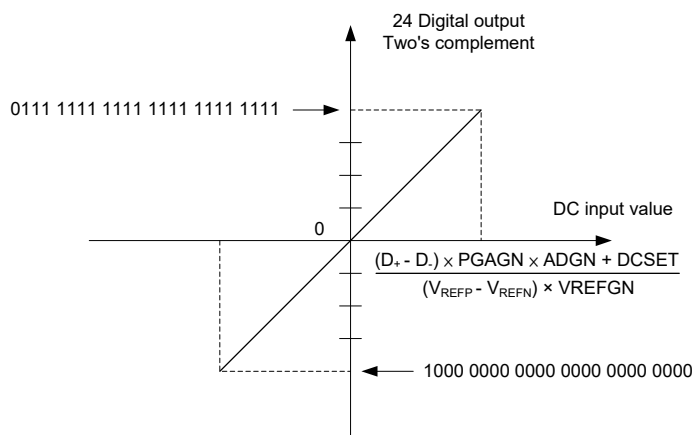 24 Digital output
Two's complement
0111 1111 1111 1111 1111 1111
0
DC input value
(D+ - D-) × PGAGN × ADGN + DCSET
(VREFP - VREFN) × VREFGN
1000 0000 0000 0000 0000 0000